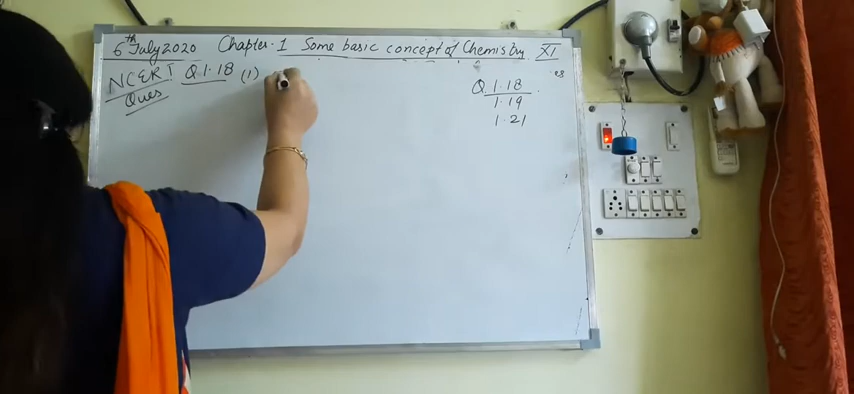 6th July 2020 Chapter-1 Some basic concept of Chemistry XI
NCERT Q 1.18 (1)
Ques
Q 1.18
1.19
1.21